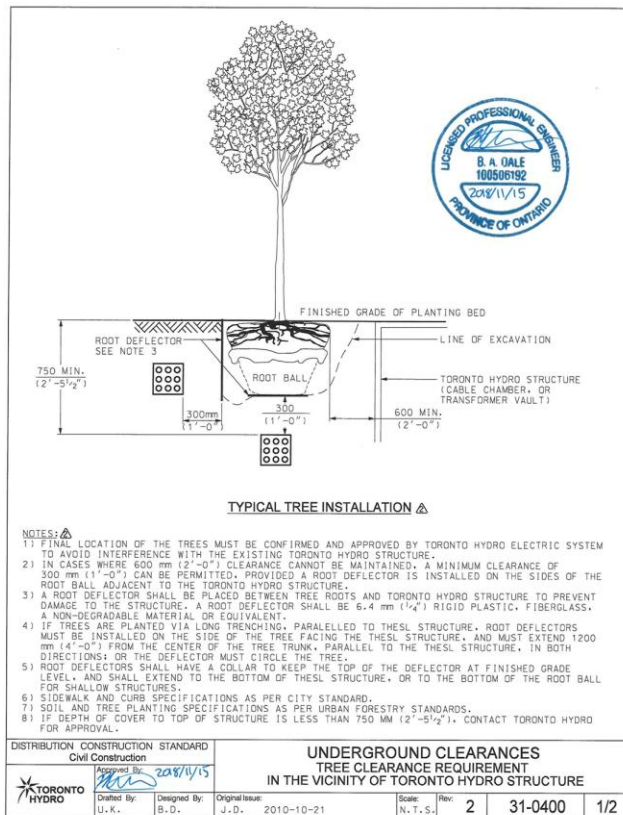 LICENSED PROFESSIONAL ENGINEER
B. A. OALE
100506192
2018/11/15
PROVINCE OF ONTARIO
FINISHED GRADE OF PLANTING BED
ROOT DEFLECTOR
SEE NOTE 3
LINE OF EXCAVATION
750 MIN.
(2'-5½")
ROOT BALL
TORONTO HYDRO STRUCTURE
(CABLE CHAMBER, OR
TRANSFORMER VAULT)
300mm
(1'-0")
300
(1'-0")
600 MIN.
(2'-0")
TYPICAL TREE INSTALLATION 2
NOTES: 2
1) FINAL LOCATION OF THE TREES MUST BE CONFIRMED AND APPROVED BY TORONTO HYDRO ELECTRIC SYSTEM
TO AVOID INTERFERENCE WITH THE EXISTING TORONTO HYDRO STRUCTURE.
2) IN CASES WHERE 600 mm (2'-0") CLEARANCE CANNOT BE MAINTAINED, A MINIMUM CLEARANCE OF
300 mm (1'-0") CAN BE PERMITTED, PROVIDED A ROOT DEFLECTOR IS INSTALLED ON THE SIDES OF THE
ROOT BALL ADJACENT TO THE TORONTO HYDRO STRUCTURE.
3) A ROOT DEFLECTOR SHALL BE PLACED BETWEEN TREE ROOTS AND TORONTO HYDRO STRUCTURE TO PREVENT
DAMAGE TO THE STRUCTURE. A ROOT DEFLECTOR SHALL BE 6.4 mm (¼") RIGID PLASTIC, FIBERGLASS,
A NON-DEGRADABLE MATERIAL OR EQUIVALENT.
4) IF TREES ARE PLANTED VIA LONG TRENCHING, PARALELLED TO THESL STRUCTURE, ROOT DEFLECTORS
MUST BE INSTALLED ON THE SIDE OF THE TREE FACING THE THESL STRUCTURE, AND MUST EXTEND 1200
mm (4'-0") FROM THE CENTER OF THE TREE TRUNK, PARALLEL TO THE THESL STRUCTURE, IN BOTH
DIRECTIONS; OR THE DEFLECTOR MUST CIRCLE THE TREE.
5) ROOT DEFLECTORS SHALL HAVE A COLLAR TO KEEP THE TOP OF THE DEFLECTOR AT FINISHED GRADE
LEVEL, AND SHALL EXTEND TO THE BOTTOM OF THESL STRUCTURE, OR TO THE BOTTOM OF THE ROOT BALL
FOR SHALLOW STRUCTURES.
6) SIDEWALK AND CURB SPECIFICATIONS AS PER CITY STANDARD.
7) SOIL AND TREE PLANTING SPECIFICATIONS AS PER URBAN FORESTRY STANDARDS.
8) IF DEPTH OF COVER TO TOP OF STRUCTURE IS LESS THAN 750 MM (2'-5½"), CONTACT TORONTO HYDRO
FOR APPROVAL.
DISTRIBUTION CONSTRUCTION STANDARD
Civil Construction
UNDERGROUND CLEARANCES
TREE CLEARANCE REQUIREMENT
IN THE VICINITY OF TORONTO HYDRO STRUCTURE
TORONTO
HYDRO
Approved By:
2018/11/15
Drafted By:
U.K.
Designed By:
B.D.
Original Issue:
J.D. 2010-10-21
Scale:
N.T.S.
Rev:
2
31-0400
1/2